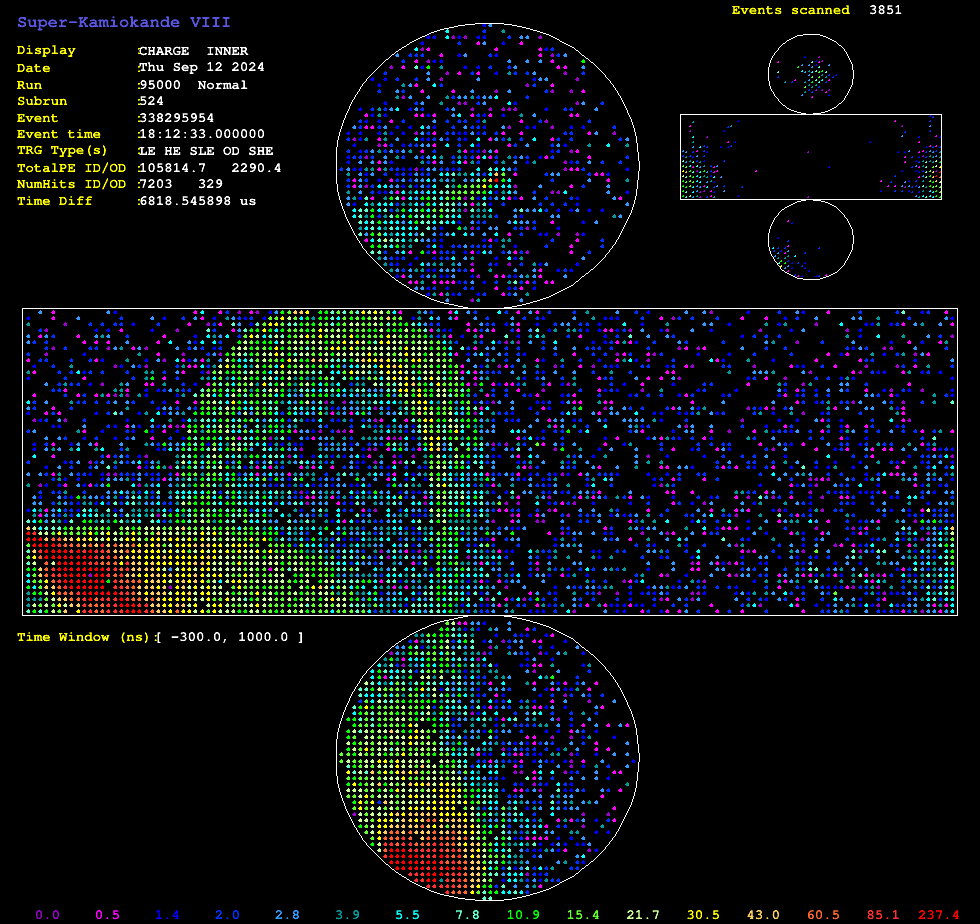 Super-Kamiokande VIII
Events scanned 3851
Display :CHARGE INNER
Date :Thu Sep 12 2024
Run :95000 Normal
Subrun :524
Event :338295954
Event time :18:12:33.000000
TRG Type(s) :LE HE SLE OD SHE
TotalPE ID/OD :105814.7 2290.4
NumHits ID/OD :7203 329
Time Diff :6818.545898 us
Time Window (ns):[ -300.0, 1000.0 ]
0.0 0.5 1.4 2.0 2.8 3.9 5.5 7.8 10.9 15.4 21.7 30.5 43.0 60.5 85.1 237.4